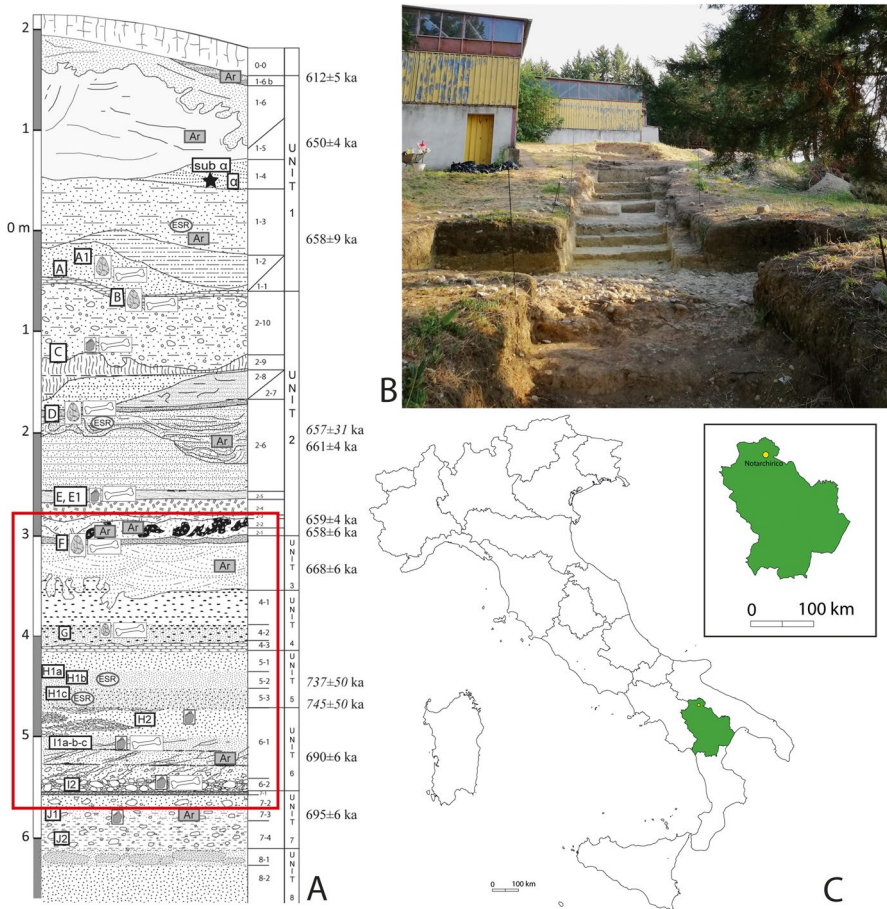 2
0-0
Ar
612±5 ka
1-6 b
1-6
1
Ar
650±4 ka
1-5
sub α
α
1-4
UNIT 1
1-3
ESR
0 m
Ar
658±9 ka
A1
A
1-2
1-1
B
2-10
1
C
2-9
2-8
2-7
UNIT 2
D
ESR
657±31 ka
2
Ar
661±4 ka
2-6
E, E1
2-5
2-4
2-3
2-2
Ar
Ar
659±4 ka
2-1
658±6 ka
3
F
Ar
668±6 ka
UNIT 3
4-1
4
G
4-2
4-3
UNIT 4
5-1
H1a
H1b
ESR
5-2
737±50 ka
H1c
ESR
5-3
UNIT 5
745±50 ka
H2
5
I1a-b-c
6-1
Ar
690±6 ka
I2
6-2
UNIT 6
7-1
7-2
J1
Ar
7-3
695±6 ka
J2
7-4
6
UNIT 7
8-1
8-2
UNIT 8
A
B
Notarchirico
0 100 km
0 100 km
C